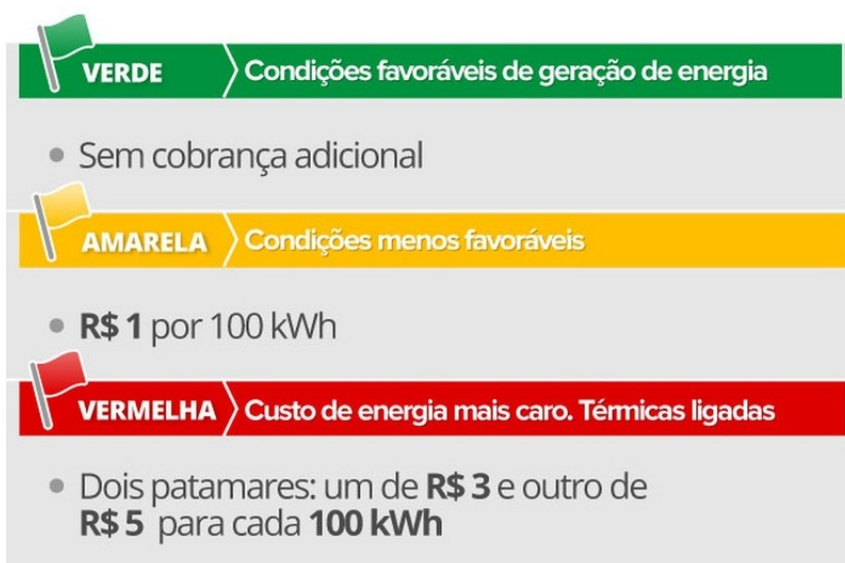 VERDE Condições favoráveis de geração de energia
Sem cobrança adicional
AMARELA Condições menos favoráveis
R$ 1 por 100 kWh
VERMELHA Custo de energia mais caro. Térmicas ligadas
Dois patamares: um de R$ 3 e outro de
R$ 5 para cada 100 kWh